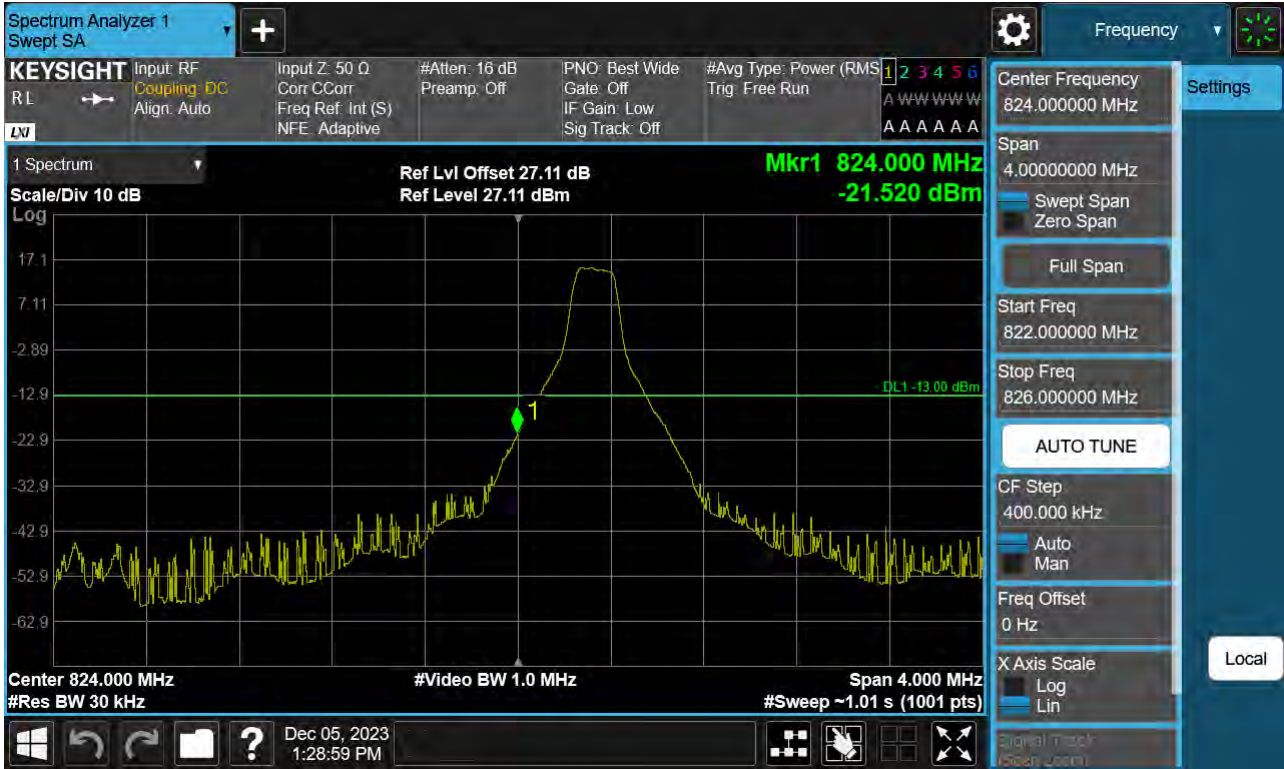 Spectrum Analyzer 1
Swept SA
+
Frequency
KEYSIGHT
R L
LXI
Input: RF
Coupling: DC
Align: Auto
Input Z: 50 Ω
Corr CCorr
Freq Ref: Int (S)
NFE: Adaptive
#Atten: 16 dB
Preamp: Off
PNO: Best Wide
Gate: Off
IF Gain: Low
Sig Track: Off
#Avg Type: Power (RMS
Trig: Free Run
1 2 3 4 5 6
A W W W W W
A A A A A A
1 Spectrum
Scale/Div 10 dB
Log
Ref Lvl Offset 27.11 dB
Ref Level 27.11 dBm
Mkr1 824.000 MHz
-21.520 dBm
17.1
7.11
-2.89
-12.9
-22.9
-32.9
-42.9
-52.9
-62.9
DL1 -13.00 dBm
1
Center 824.000 MHz
#Res BW 30 kHz
#Video BW 1.0 MHz
Span 4.000 MHz
#Sweep ~1.01 s (1001 pts)
Center Frequency
824.000000 MHz
Settings
Span
4.00000000 MHz
Swept Span
Zero Span
Full Span
Start Freq
822.000000 MHz
Stop Freq
826.000000 MHz
AUTO TUNE
CF Step
400.000 kHz
Auto
Man
Freq Offset
0 Hz
X Axis Scale
Log
Lin
Local
Signal Track
(Span Zoom)
?
Dec 05, 2023
1:28:59 PM